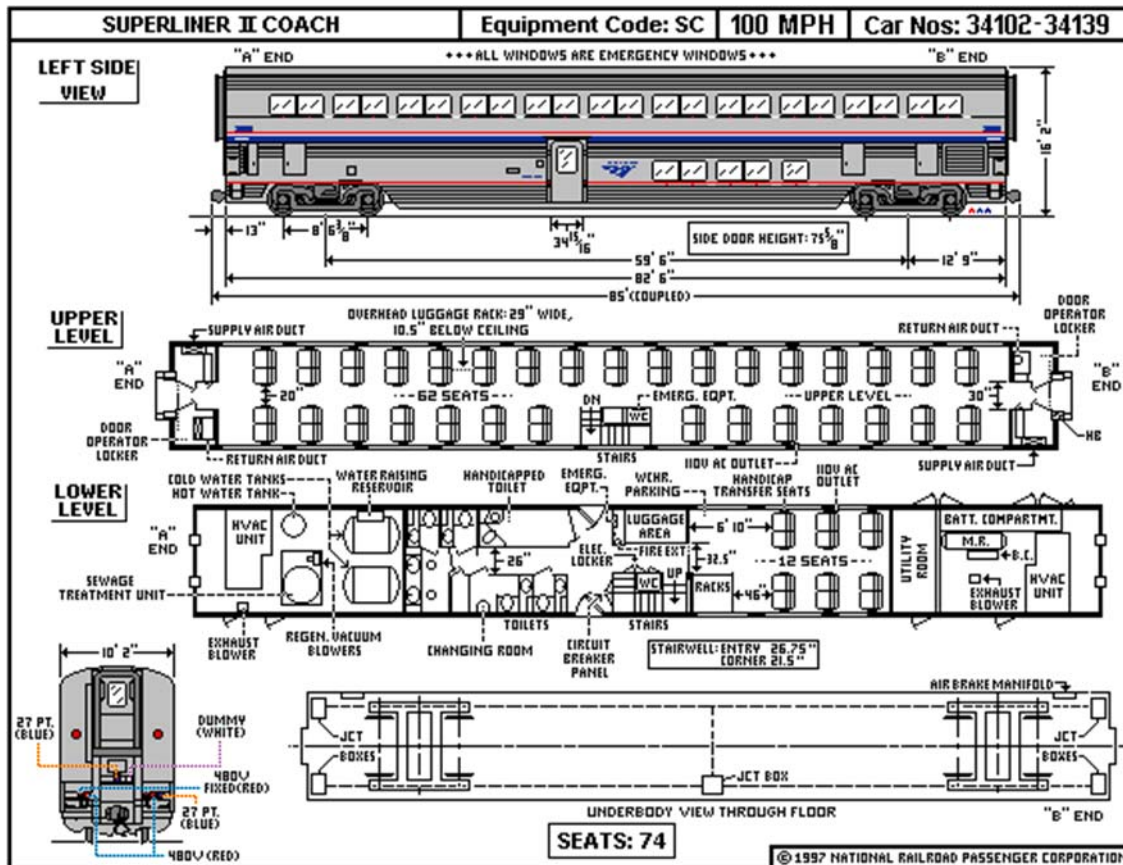 SUPERLINER II COACH
Equipment Code: SC
100 MPH
Car Nos: 34102-34139
LEFT SIDE
VIEW
"A" END
+++ALL WINDOWS ARE EMERGENCY WINDOWS+++
"B" END
16' 2"
13"
8' 6 3/8"
34 15/16"
SIDE DOOR HEIGHT: 75 5/8"
59' 6"
12' 9"
82' 6"
85' (COUPLED)
UPPER
LEVEL
SUPPLY AIR DUCT
OVERHEAD LUGGAGE RACK: 29" WIDE,
10.5" BELOW CEILING
RETURN AIR DUCT
DOOR
OPERATOR
LOCKER
"A"
END
"B"
END
20"
62 SEATS
DN
WC
EMERG. EQPT.
UPPER LEVEL
30"
DOOR
OPERATOR
LOCKER
RETURN AIR DUCT
STAIRS
110V AC OUTLET
SUPPLY AIR DUCT
HE
LOWER
LEVEL
COLD WATER TANKS
HOT WATER TANK
WATER RAISING
RESERVOIR
HANDICAPPED
TOILET
EMERG.
EQPT.
WCHR.
PARKING
HANDICAP
TRANSFER SEATS
110V AC
OUTLET
"A"
END
HVAC
UNIT
LUGGAGE
AREA
6' 10"
UTILITY
ROOM
BATT. COMPARTMT.
M.R.
B.C.
FIRE EXT.
26"
ELEC.
LOCKER
32.5"
12 SEATS
SEWAGE
TREATMENT UNIT
WC
UP
RACKS
46"
EXHAUST
BLOWER
HVAC
UNIT
EXHAUST
BLOWER
REGEN. VACUUM
BLOWERS
CHANGING ROOM
TOILETS
CIRCUIT
BREAKER
PANEL
STAIRS
STAIRWELL: ENTRY 26.75"
CORNER 21.5"
10' 2"
27 PT.
(BLUE)
DUMMY
(WHITE)
480V
FIXED (RED)
27 PT.
(BLUE)
480V (RED)
AIR BRAKE MANIFOLD
JCT
BOXES
JCT
BOXES
JCT BOX
UNDERBODY VIEW THROUGH FLOOR
"B" END
SEATS: 74
© 1997 NATIONAL RAILROAD PASSENGER CORPORATION